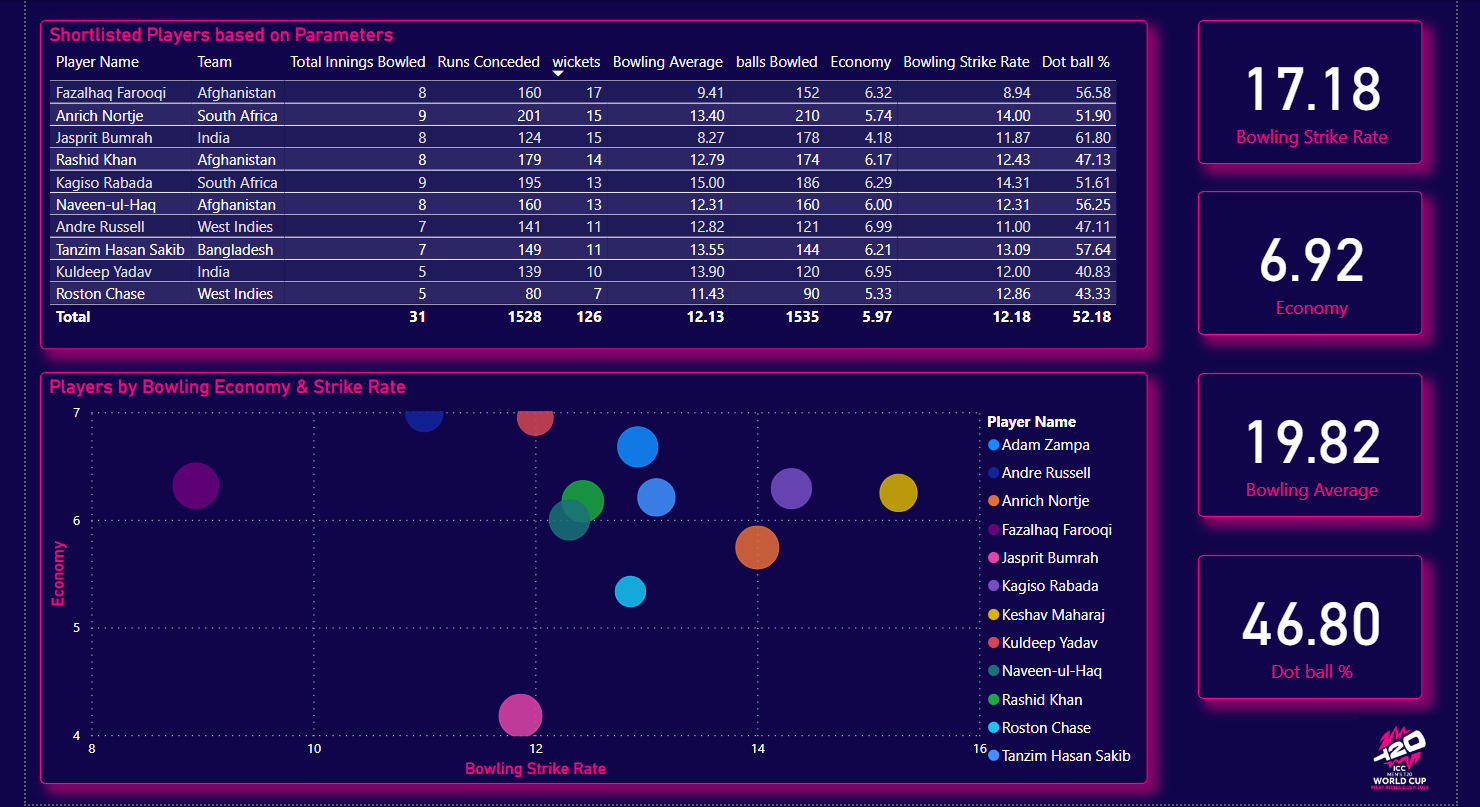 Shortlisted Players based on Parameters
Player Name Team Total Innings Bowled Runs Conceded wickets Bowling Average balls Bowled Economy Bowling Strike Rate Dot ball %
Fazalhaq Farooqi Afghanistan 8 160 17 9.41 152 6.32 8.94 56.58
Anrich Nortje South Africa 9 201 15 13.40 210 5.74 14.00 51.90
Jasprit Bumrah India 8 124 15 8.27 178 4.18 11.87 61.80
Rashid Khan Afghanistan 8 179 14 12.79 174 6.17 12.43 47.13
Kagiso Rabada South Africa 9 195 13 15.00 186 6.29 14.31 51.61
Naveen-ul-Haq Afghanistan 8 160 13 12.31 160 6.00 12.31 56.25
Andre Russell West Indies 7 141 11 12.82 121 6.99 11.00 47.11
Tanzim Hasan Sakib Bangladesh 7 149 11 13.55 144 6.21 13.09 57.64
Kuldeep Yadav India 5 139 10 13.90 120 6.95 12.00 40.83
Roston Chase West Indies 5 80 7 11.43 90 5.33 12.86 43.33
Total 31 1528 126 12.13 1535 5.97 12.18 52.18
17.18
Bowling Strike Rate
6.92
Economy
19.82
Bowling Average
46.80
Dot ball %
Players by Bowling Economy & Strike Rate
7
6
5
4
Economy
8 10 12 14 16
Bowling Strike Rate
Player Name
Adam Zampa
Andre Russell
Anrich Nortje
Fazalhaq Farooqi
Jasprit Bumrah
Kagiso Rabada
Keshav Maharaj
Kuldeep Yadav
Naveen-ul-Haq
Rashid Khan
Roston Chase
Tanzim Hasan Sakib
T20
ICC
MEN'S T20
WORLD CUP